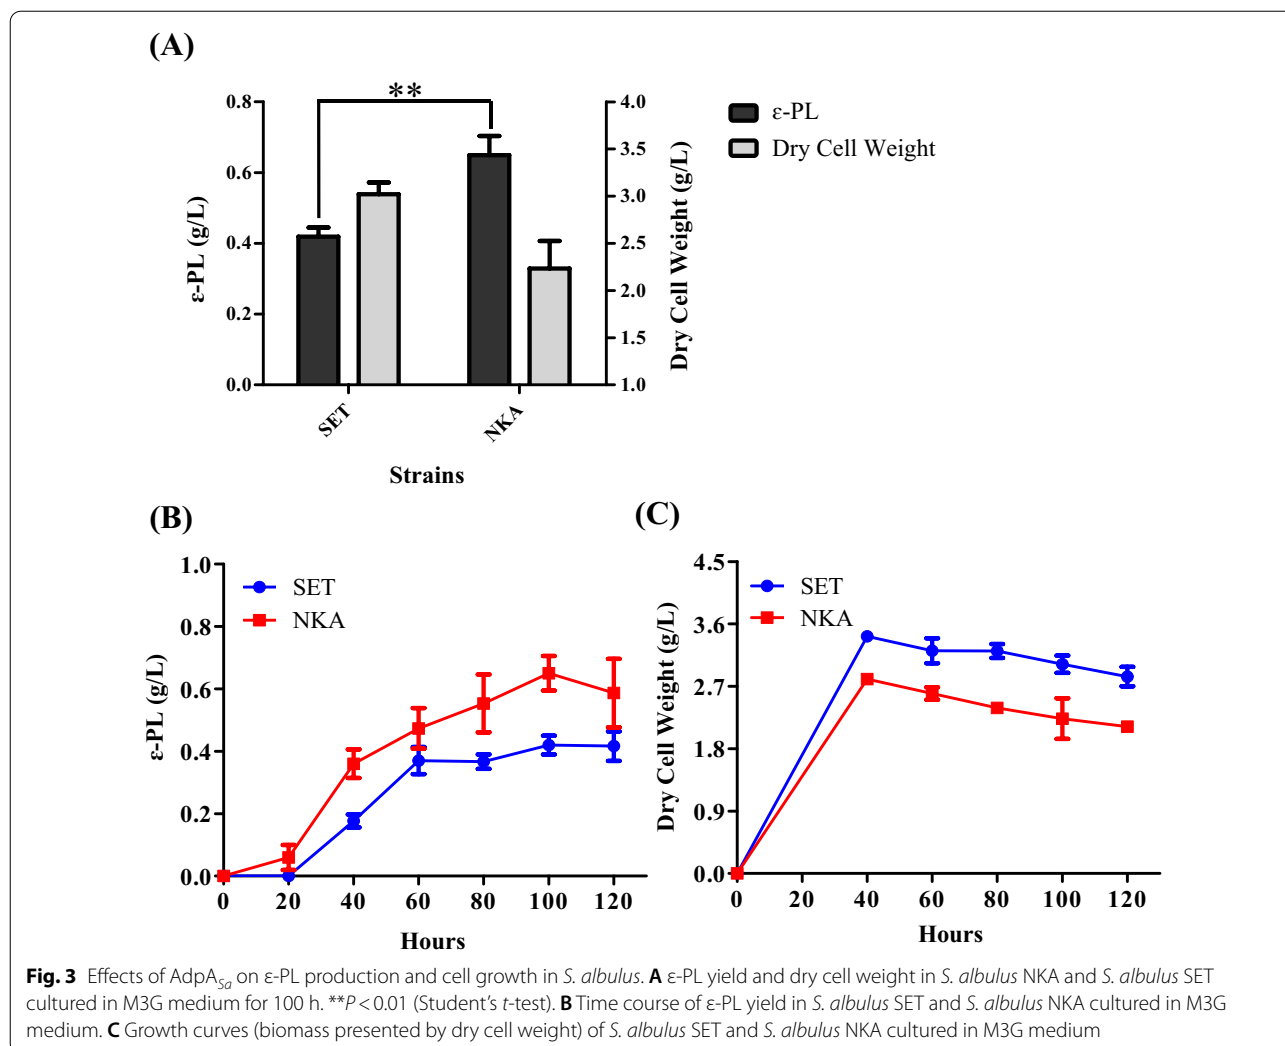 (A)
**
0.8
0.6
0.4
0.2
0.0
ε-PL (g/L)
4.0
3.5
3.0
2.5
2.0
1.5
1.0
Dry Cell Weight (g/L)
ε-PL
Dry Cell Weight
SET
NKA
Strains
(B)
1.0
0.8
0.6
0.4
0.2
0.0
ε-PL (g/L)
SET
NKA
0 20 40 60 80 100 120
Hours
(C)
4.5
3.6
2.7
1.8
0.9
0.0
Dry Cell Weight (g/L)
SET
NKA
0 20 40 60 80 100 120
Hours
Fig. 3 Effects of AdpASa on ε-PL production and cell growth in S. albulus. A ε-PL yield and dry cell weight in S. albulus NKA and S. albulus SET
cultured in M3G medium for 100 h. **P < 0.01 (Student's t-test). B Time course of ε-PL yield in S. albulus SET and S. albulus NKA cultured in M3G
medium. C Growth curves (biomass presented by dry cell weight) of S. albulus SET and S. albulus NKA cultured in M3G medium